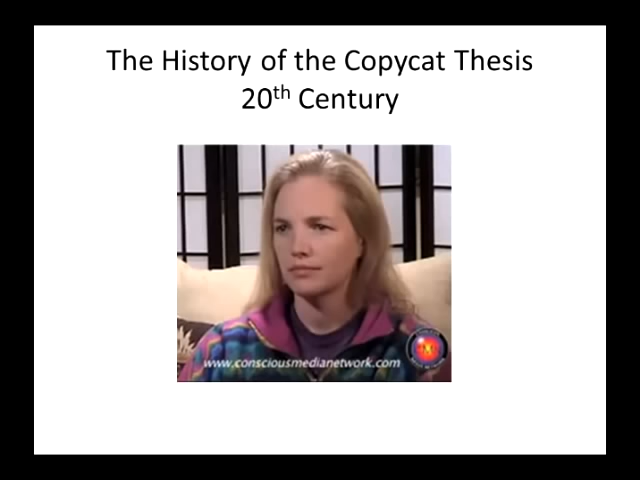 The History of the Copycat Thesis
20th Century
www.consciousmedianetwork.com